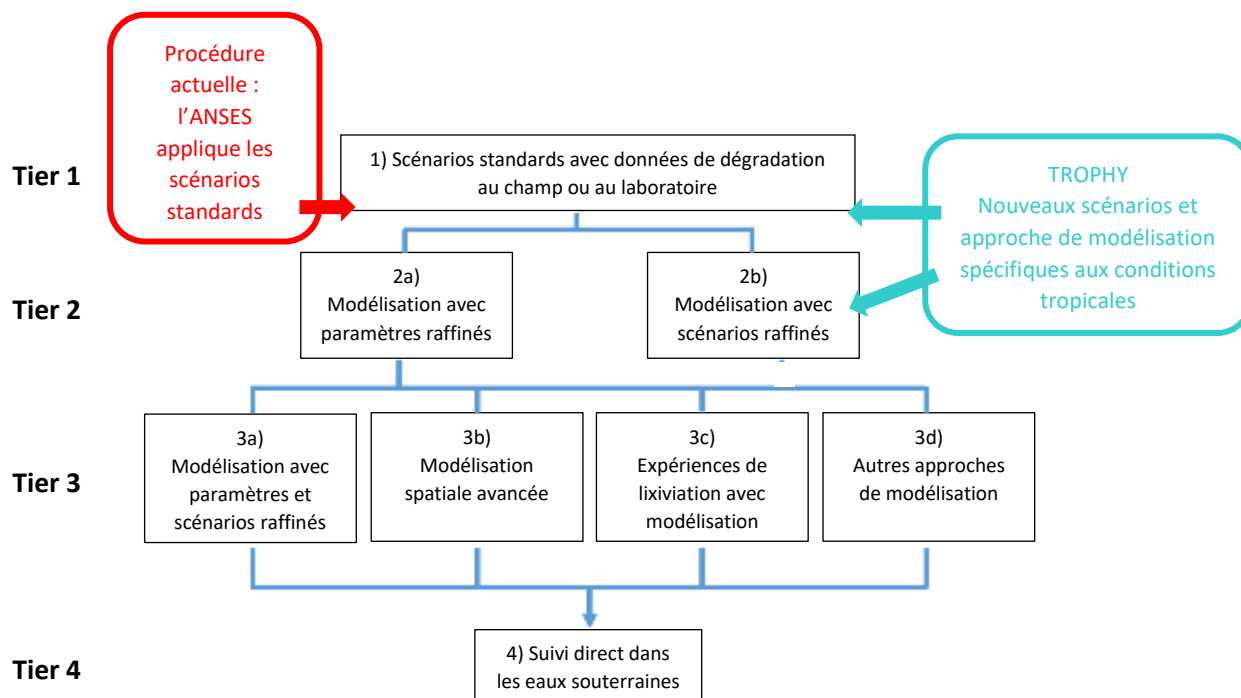 Procédure
actuelle :
l'ANSES
applique les
scénarios
standards
Tier 1
1) Scénarios standards avec données de dégradation
au champ ou au laboratoire
TROPHY
Nouveaux scénarios et
approche de modélisation
spécifiques aux conditions
tropicales
Tier 2
2a)
Modélisation avec
paramètres raffinés
2b)
Modélisation avec
scénarios raffinés
Tier 3
3a)
Modélisation avec
paramètres et
scénarios raffinés
3b)
Modélisation
spatiale avancée
3c)
Expériences de
lixiviation avec
modélisation
3d)
Autres approches
de modélisation
Tier 4
4) Suivi direct dans
les eaux souterraines